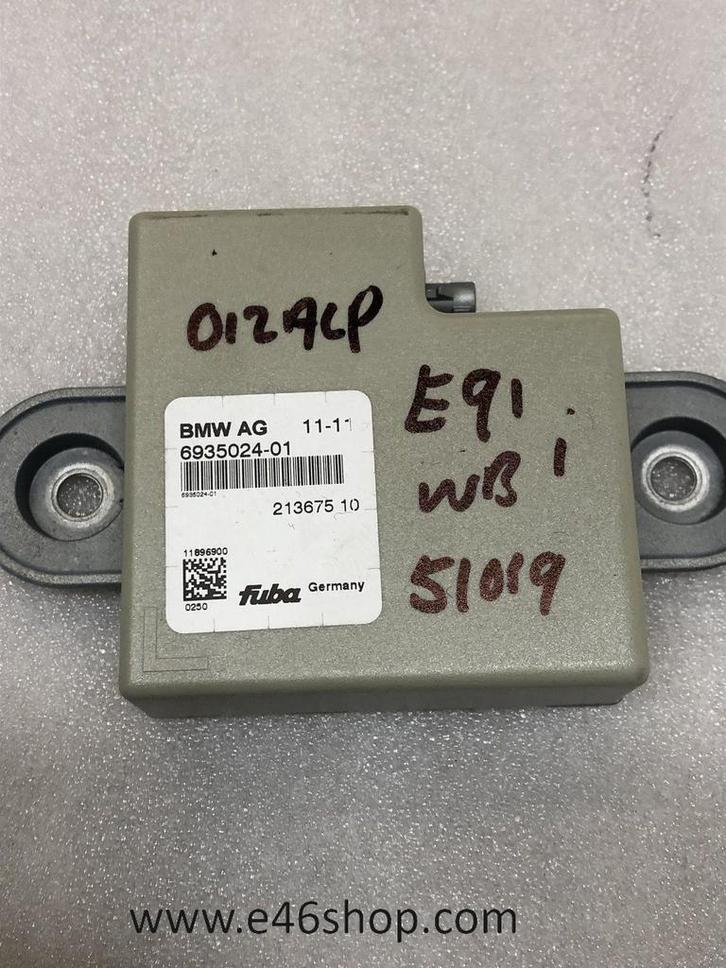 012ALP
BMW AG 11-11
6935024-01
6935024-01
213675 10
11896900
0250
fuba Germany
E91
WB 1
51019
www.e46shop.com